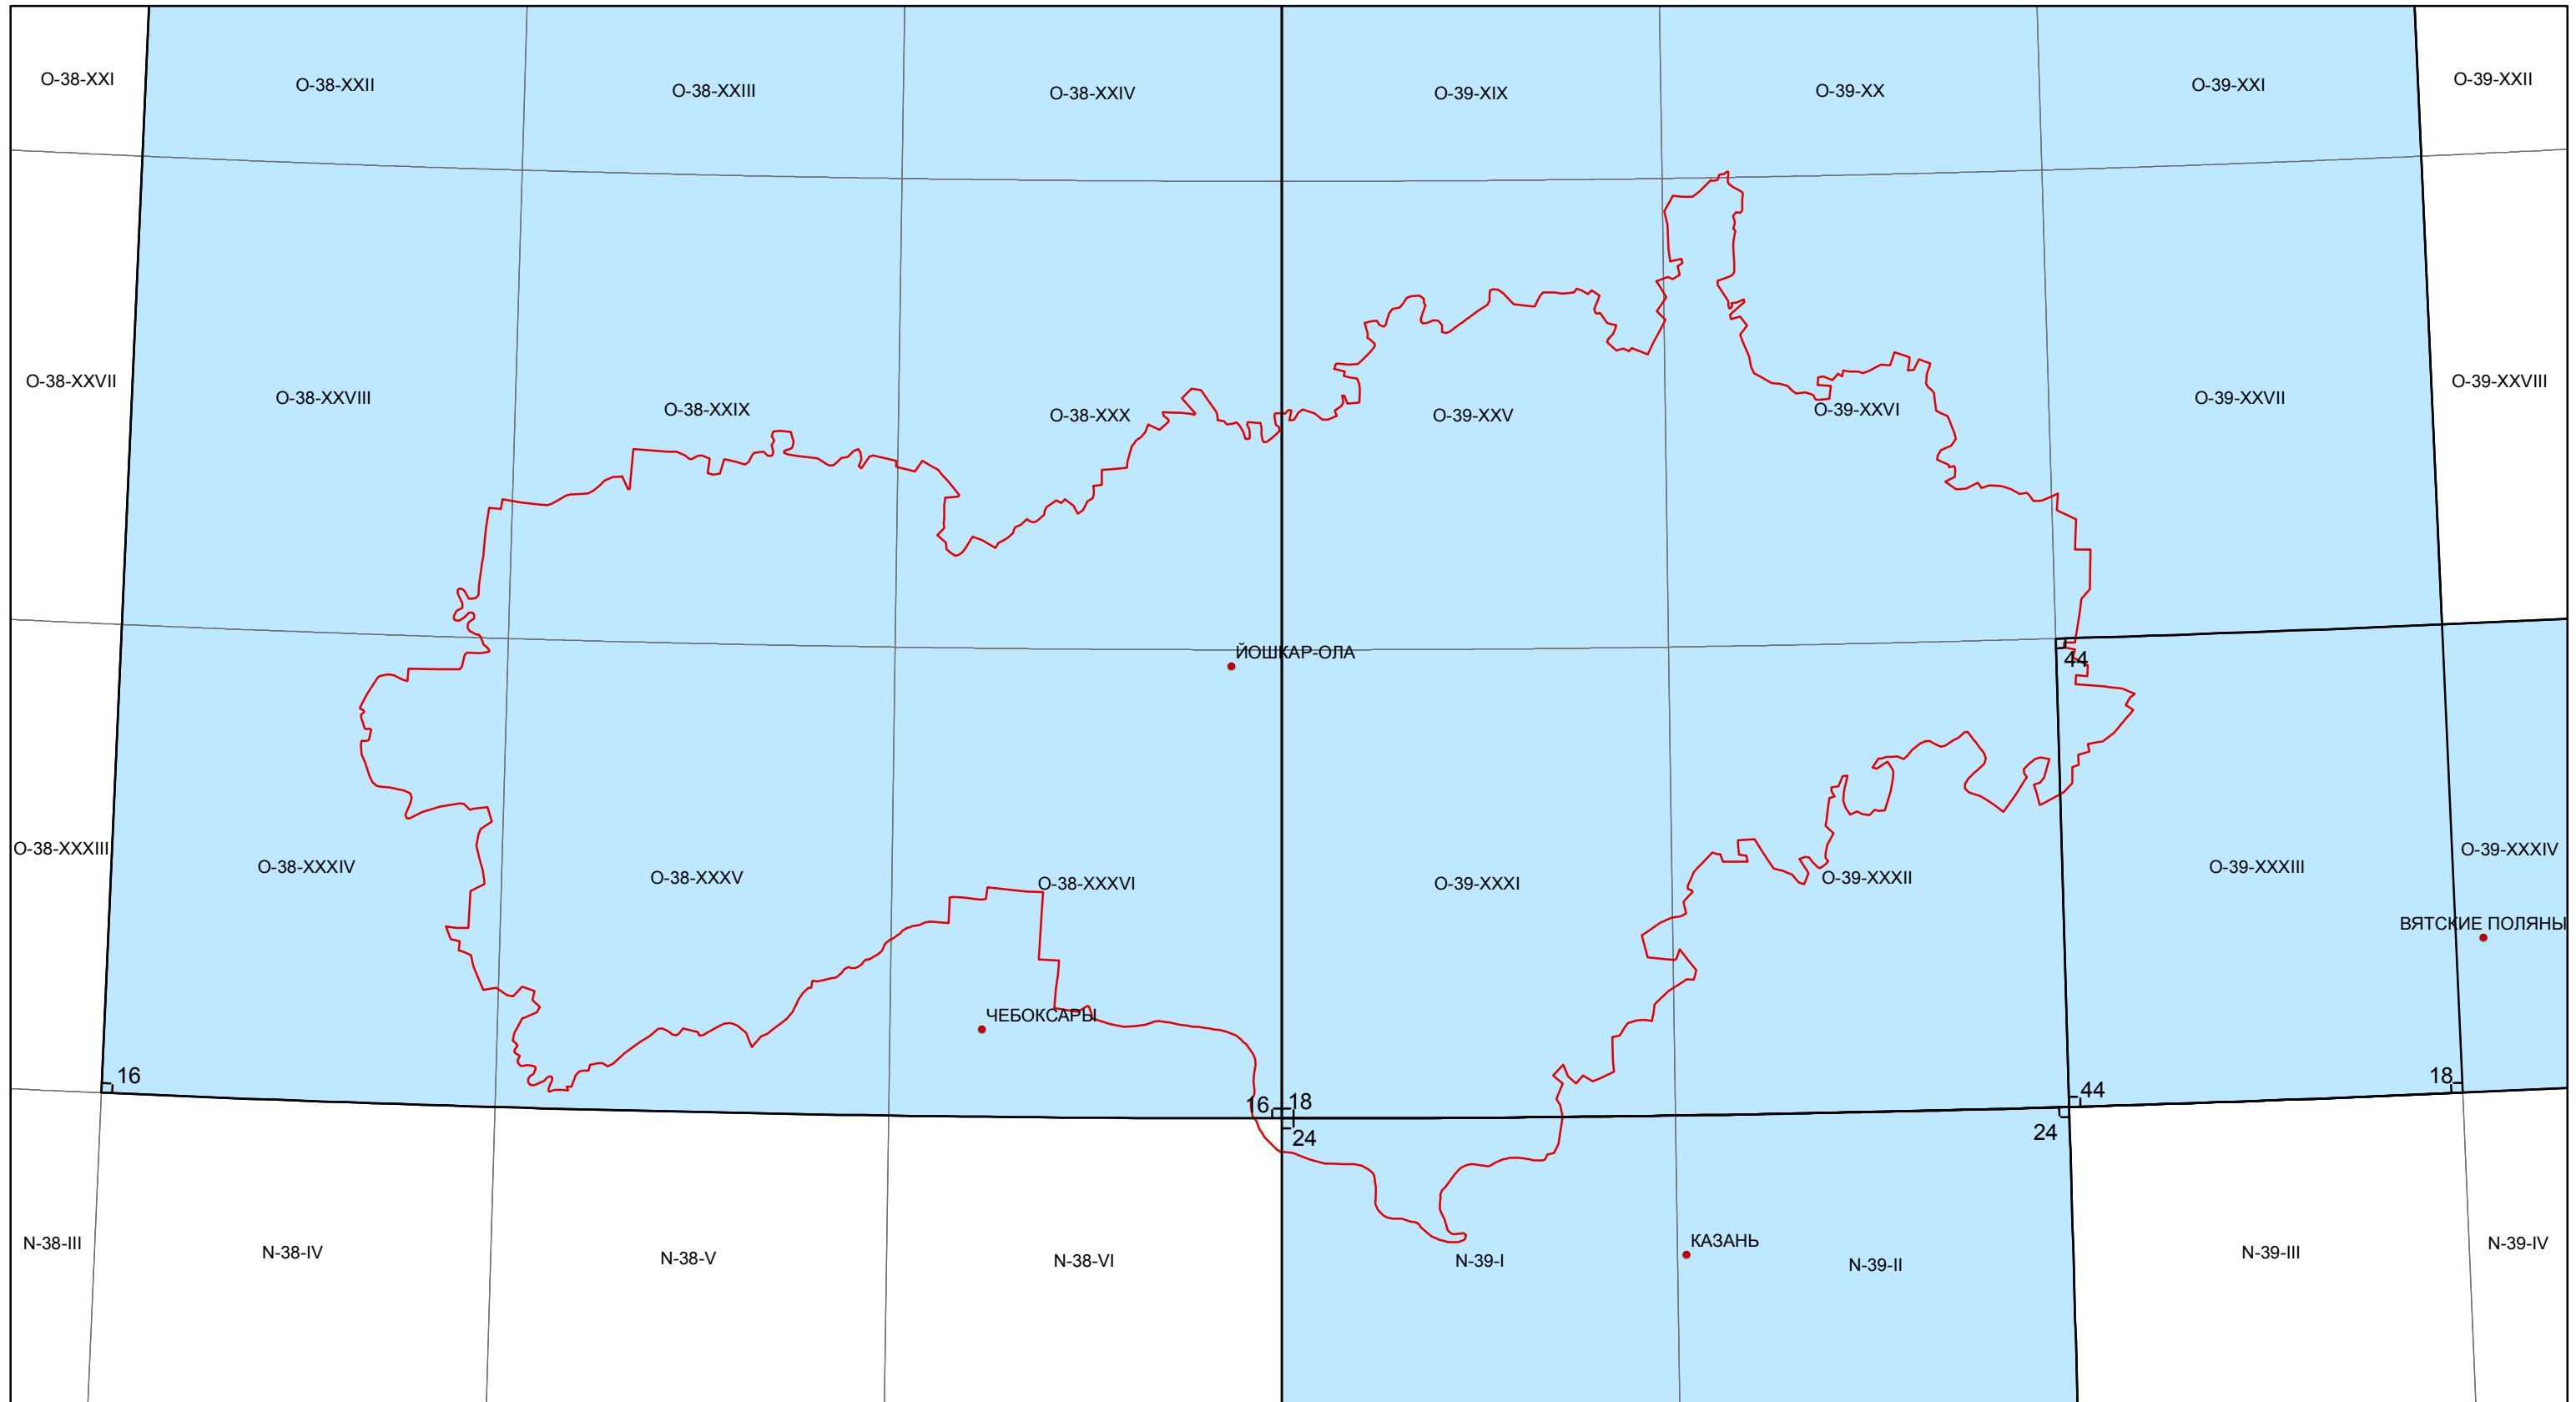 O-38-XXI
O-38-XXII
O-38-XXIII
O-38-XXIV
O-39-XIX
O-39-XX
O-39-XXI
O-39-XXII
O-38-XXVII
O-38-XXVIII
O-38-XXIX
O-38-XXX
O-39-XXV
O-39-XXVI
O-39-XXVII
O-39-XXVIII
ЙОШКАР-ОЛА
44
O-38-XXXIII
O-38-XXXIV
O-38-XXXV
O-38-XXXVI
O-39-XXXI
O-39-XXXII
O-39-XXXIII
O-39-XXXIV
ВЯТСКИЕ ПОЛЯНЫ
ЧЕБОКСАРЫ
16
16
18
44
18
24
24
N-38-III
N-38-IV
N-38-V
N-38-VI
N-39-I
КАЗАНЬ
N-39-II
N-39-III
N-39-IV